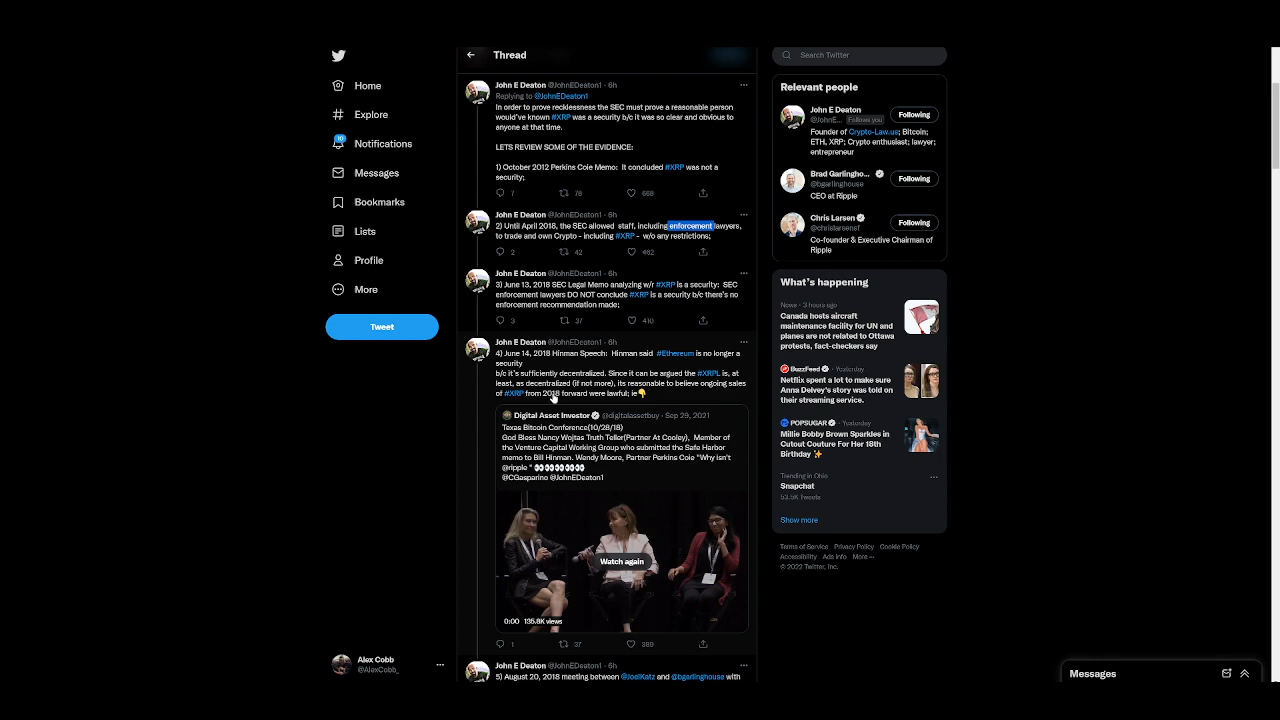 Home
Explore
10
Notifications
Messages
Bookmarks
Lists
Profile
More
Tweet
Alex Cobb
@AlexCobb_
Thread
John E Deaton @JohnEDeaton1 · 6h
Replying to @JohnEDeaton1
In order to prove recklessness the SEC must prove a reasonable person
would've known #XRP was a security b/c it was so clear and obvious to
anyone at that time.
LETS REVIEW SOME OF THE EVIDENCE:
1) October 2012 Perkins Coie Memo: It concluded #XRP was not a
security;
7 78 668
John E Deaton @JohnEDeaton1 · 6h
2) Until April 2018, the SEC allowed staff, including enforcement lawyers,
to trade and own Crypto - including #XRP - w/o any restrictions;
2 42 462
John E Deaton @JohnEDeaton1 · 6h
3) June 13, 2018 SEC Legal Memo analyzing w/r #XRP is a security: SEC
enforcement lawyers DO NOT conclude #XRP is a security b/c there's no
enforcement recommendation made;
3 37 410
John E Deaton @JohnEDeaton1 · 6h
4) June 14, 2018 Hinman Speech: Hinman said #Ethereum is no longer a
security
b/c it's sufficiently decentralized. Since it can be argued the #XRPL is, at
least, as decentralized (if not more), its reasonable to believe ongoing sales
of #XRP from 2018 forward were lawful; ie👇
Digital Asset Investor @digitalassetbuy · Sep 29, 2021
Texas Bitcoin Conference(10/28/18)
God Bless Nancy Wojtas Truth Teller(Partner At Cooley), Member of
the Venture Capital Working Group who submitted the Safe Harbor
memo to Bill Hinman. Wendy Moore, Partner Perkins Coie "Why isn't
@ripple " 👀👀👀👀👀👀
@CGasparino @JohnEDeaton1
Watch again
0:00 135.8K views
1 37 389
John E Deaton @JohnEDeaton1 · 6h
5) August 20, 2018 meeting between @JoelKatz and @bgarlinghouse with
Search Twitter
Relevant people
John E Deaton
@JohnE... Follows you
Following
Founder of Crypto-Law.us; Bitcoin;
ETH, XRP; Crypto enthusiast; lawyer;
entrepreneur
Brad Garlingho...
@bgarlinghouse
Following
CEO at Ripple
Chris Larsen
@chrislarsensf
Following
Co-founder & Executive Chairman of
Ripple
What's happening
News · 3 hours ago
Canada hosts aircraft
maintenance facility for UN and
planes are not related to Ottawa
protests, fact-checkers say
BuzzFeed · Yesterday
Netflix spent a lot to make sure
Anna Delvey's story was told on
their streaming service.
POPSUGAR · Yesterday
Millie Bobby Brown Sparkles in
Cutout Couture For Her 18th
Birthday ✨
Trending in Ohio
Snapchat
53.5K Tweets
Show more
Terms of Service Privacy Policy Cookie Policy
Accessibility Ads info More ···
© 2022 Twitter, Inc.
Messages